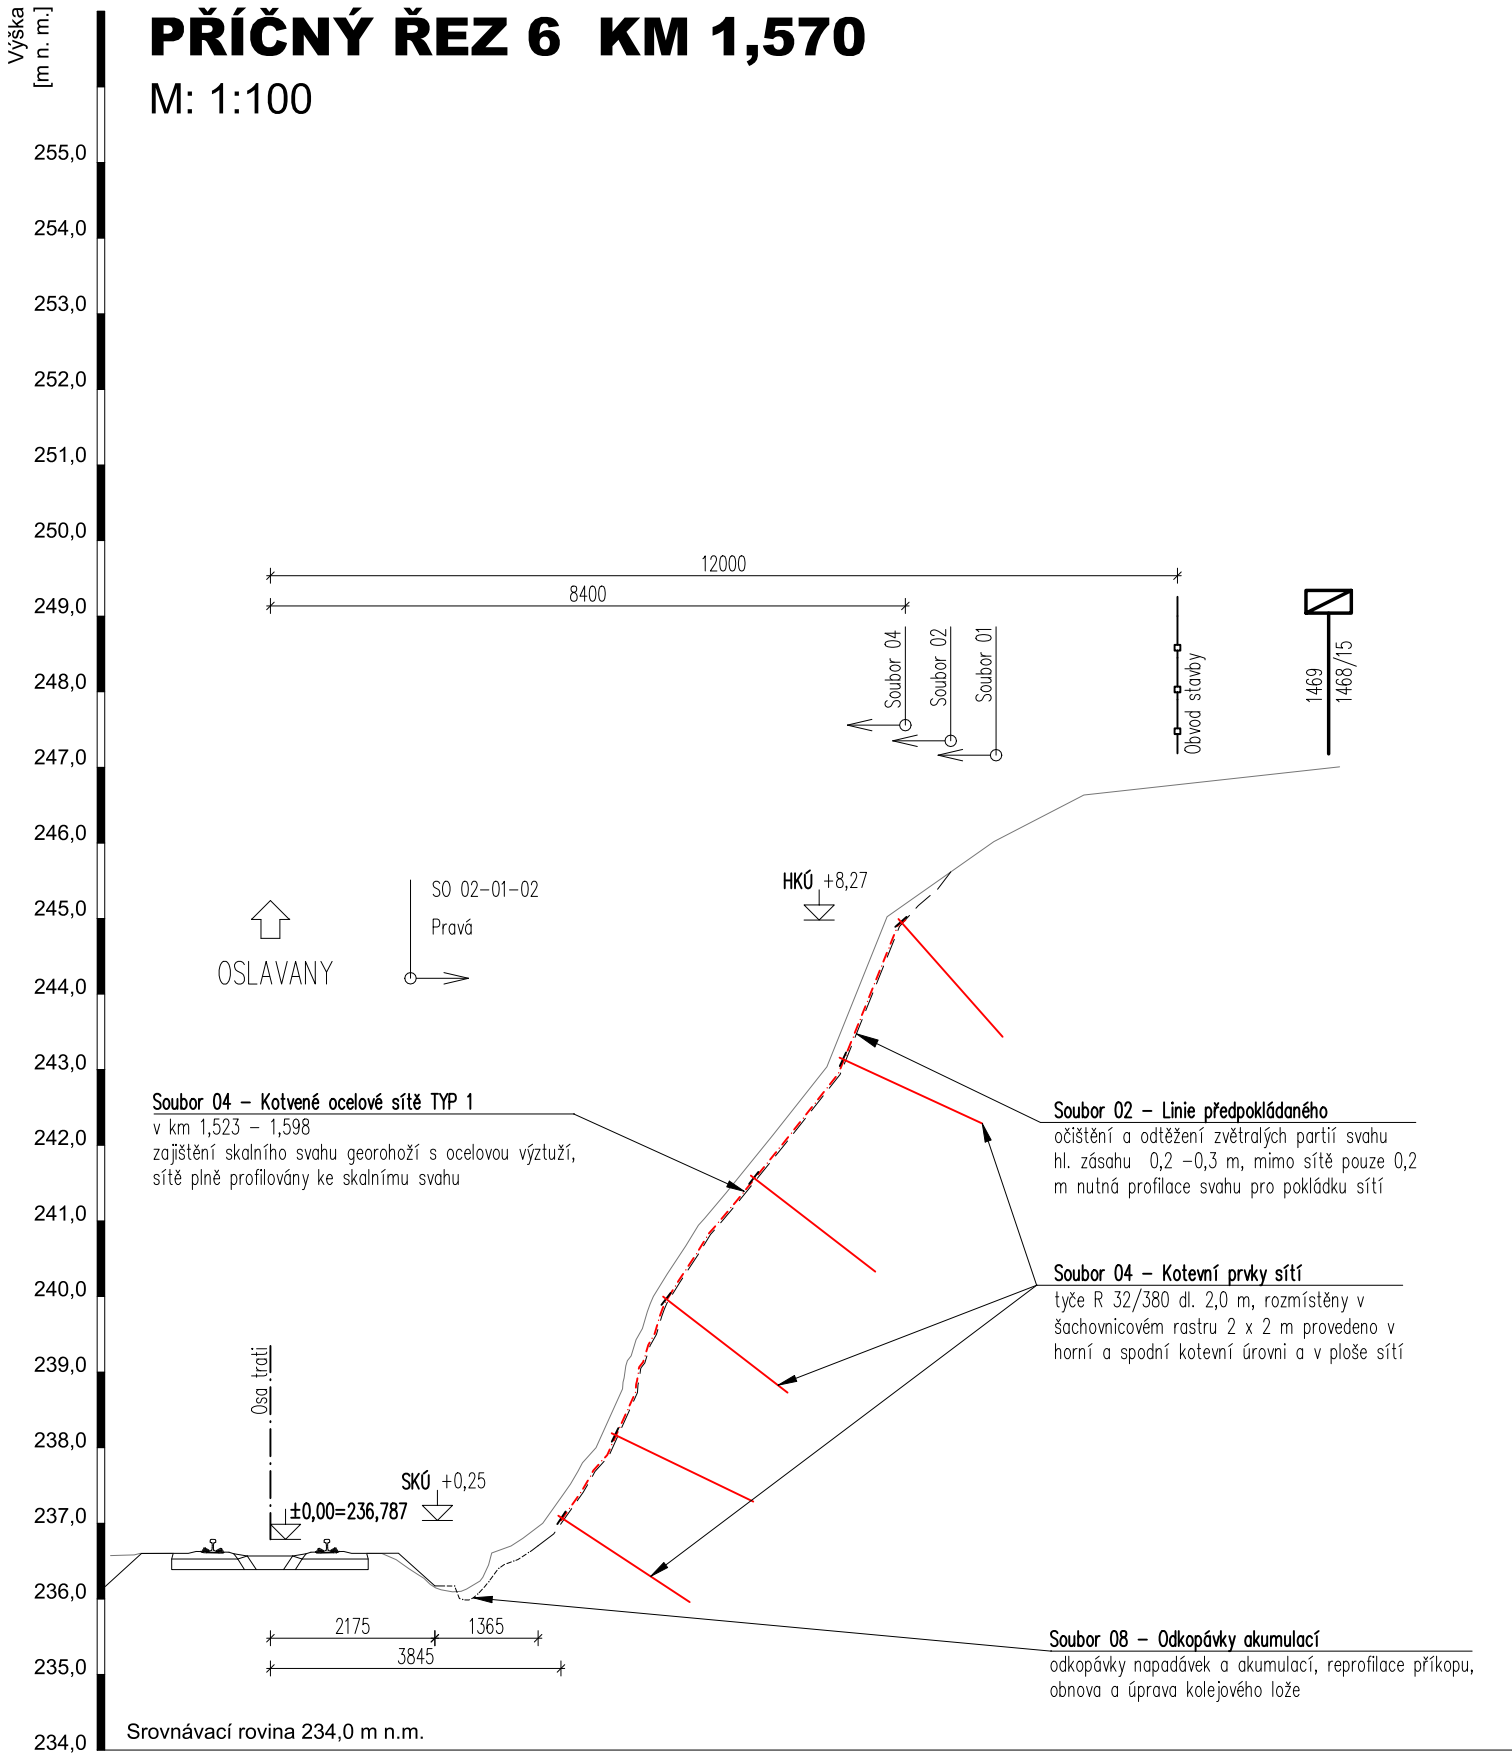 Výška
[m n. m.]
PŘÍČNÝ ŘEZ 6 KM 1,570
M: 1:100
255,0
254,0
253,0
252,0
251,0
250,0
249,0
248,0
247,0
246,0
245,0
244,0
243,0
242,0
241,0
240,0
239,0
238,0
237,0
236,0
235,0
234,0
12000
8400
Soubor 04
Soubor 02
Soubor 01
Obvod stavby
1469
1468/15
HKÚ +8,27
SO 02-01-02
Pravá
OSLAVANY
Soubor 04 – Kotvené ocelové sítě TYP 1
v km 1,523 – 1,598
zajištění skalního svahu georohoží s ocelovou výztuží,
sítě plně profilovány ke skalnímu svahu
Soubor 02 – Linie předpokládaného
očištění a odtěžení zvětralých partií svahu
hl. zásahu 0,2 –0,3 m, mimo sítě pouze 0,2
m nutná profilace svahu pro pokládku sítí
Soubor 04 – Kotevní prvky sítí
tyče R 32/380 dl. 2,0 m, rozmístěny v
šachovnicovém rastru 2 x 2 m provedeno v
horní a spodní kotevní úrovni a v ploše sítí
Osa trati
SKÚ +0,25
±0,00=236,787
2175
1365
3845
Soubor 08 – Odkopávky akumulací
odkopávky napadávek a akumulací, reprofilace příkopu,
obnova a úprava kolejového lože
Srovnávací rovina 234,0 m n.m.